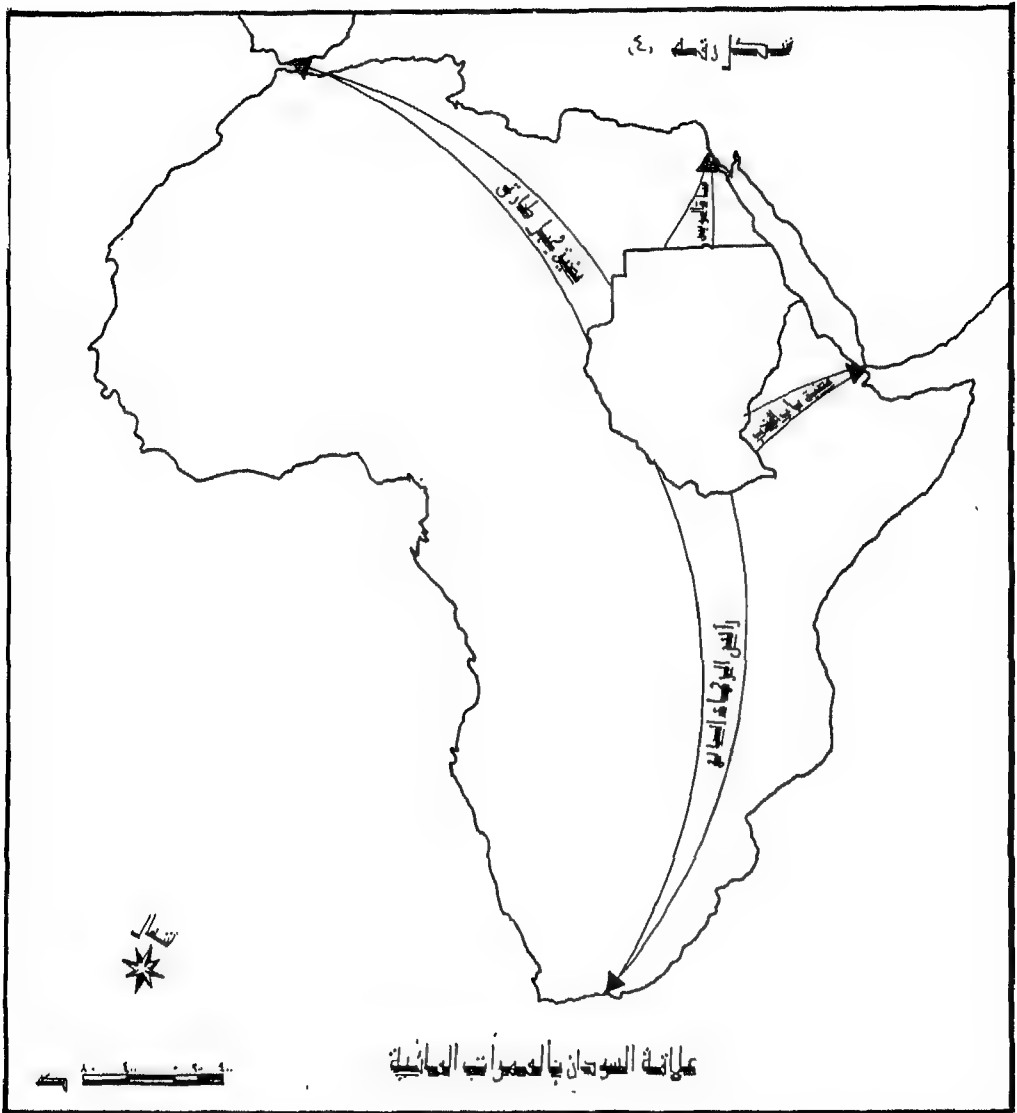 شكل رقم (٤)
مضيق جبل طارق
قناة السويس
مضيق باب المندب
رأس الرجاء الصالح
شمال
علاقة السودان بالممرات المائية